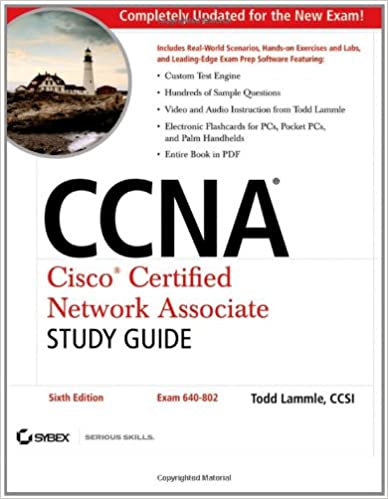 Completely Updated for the New Exam!
Includes Real-World Scenarios, Hands-on Exercises and Labs,
and Leading-Edge Exam Prep Software Featuring:
• Custom Test Engine
• Hundreds of Sample Questions
• Video and Audio Instruction from Todd Lammle
• Electronic Flashcards for PCs, Pocket PCs,
and Palm Handhelds
• Entire Book in PDF
CCNA®
Cisco® Certified
Network Associate
STUDY GUIDE
Sixth Edition
Exam 640-802
Todd Lammle, CCSI
SYBEX
SERIOUS SKILLS.
Copyrighted Material